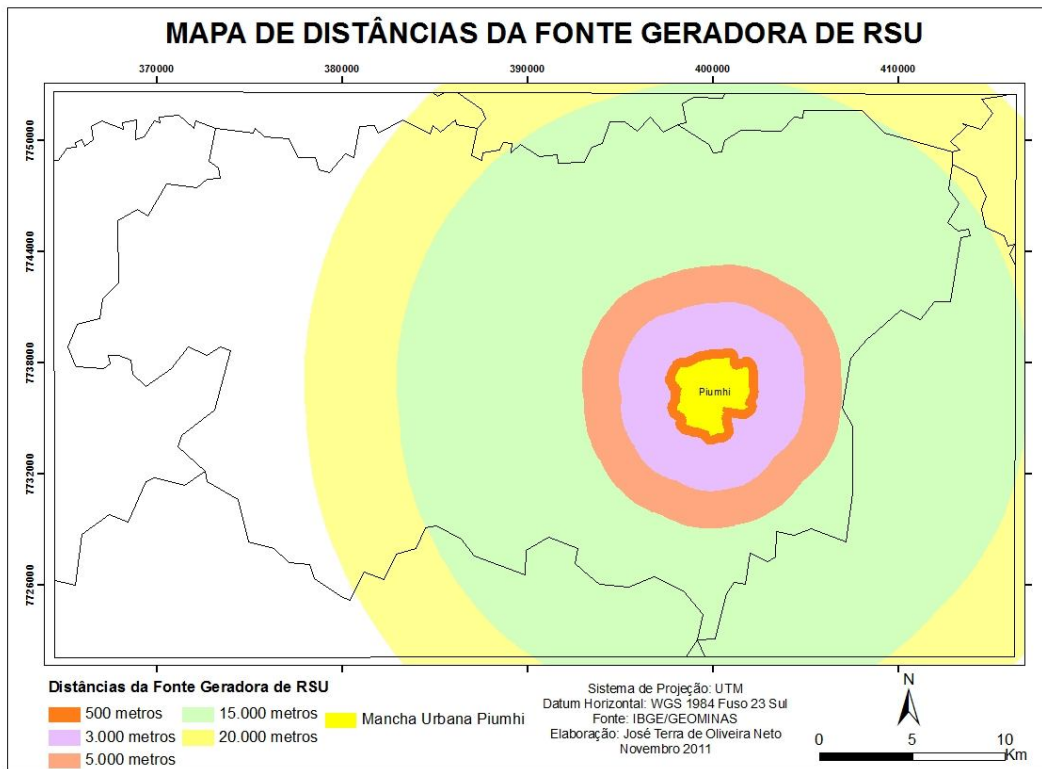 MAPA DE DISTÂNCIAS DA FONTE GERADORA DE RSU
370000 380000 390000 400000 410000
7750000
7744000
7738000
7732000
7726000
Piumhi
Distâncias da Fonte Geradora de RSU
500 metros
3.000 metros
5.000 metros
15.000 metros
20.000 metros
Mancha Urbana Piumhi
Sistema de Projeção: UTM
Datum Horizontal: WGS 1984 Fuso 23 Sul
Fonte: IBGE/GEOMINAS
Elaboração: José Terra de Oliveira Neto
Novembro 2011
N
0 5 10
Km